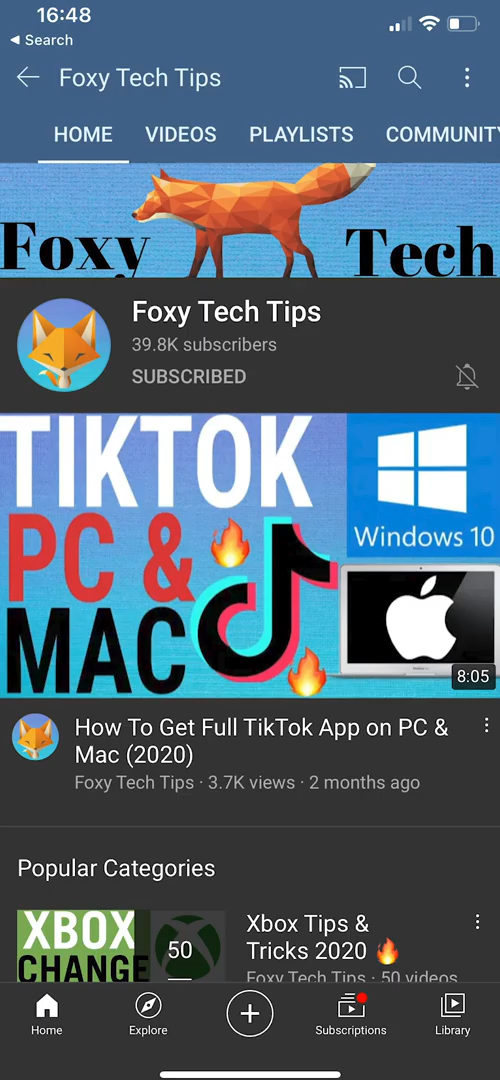 16:48
Search
Foxy Tech Tips
HOME VIDEOS PLAYLISTS COMMUNITY
Foxy Tech
Foxy Tech Tips
39.8K subscribers
SUBSCRIBED
TIKTOK
PC &
MAC
Windows 10
8:05
How To Get Full TikTok App on PC &
Mac (2020)
Foxy Tech Tips · 3.7K views · 2 months ago
Popular Categories
XBOX
CHANGE
50
Xbox Tips &
Tricks 2020 🔥
Foxy Tech Tips · 50 videos
Home Explore Subscriptions Library